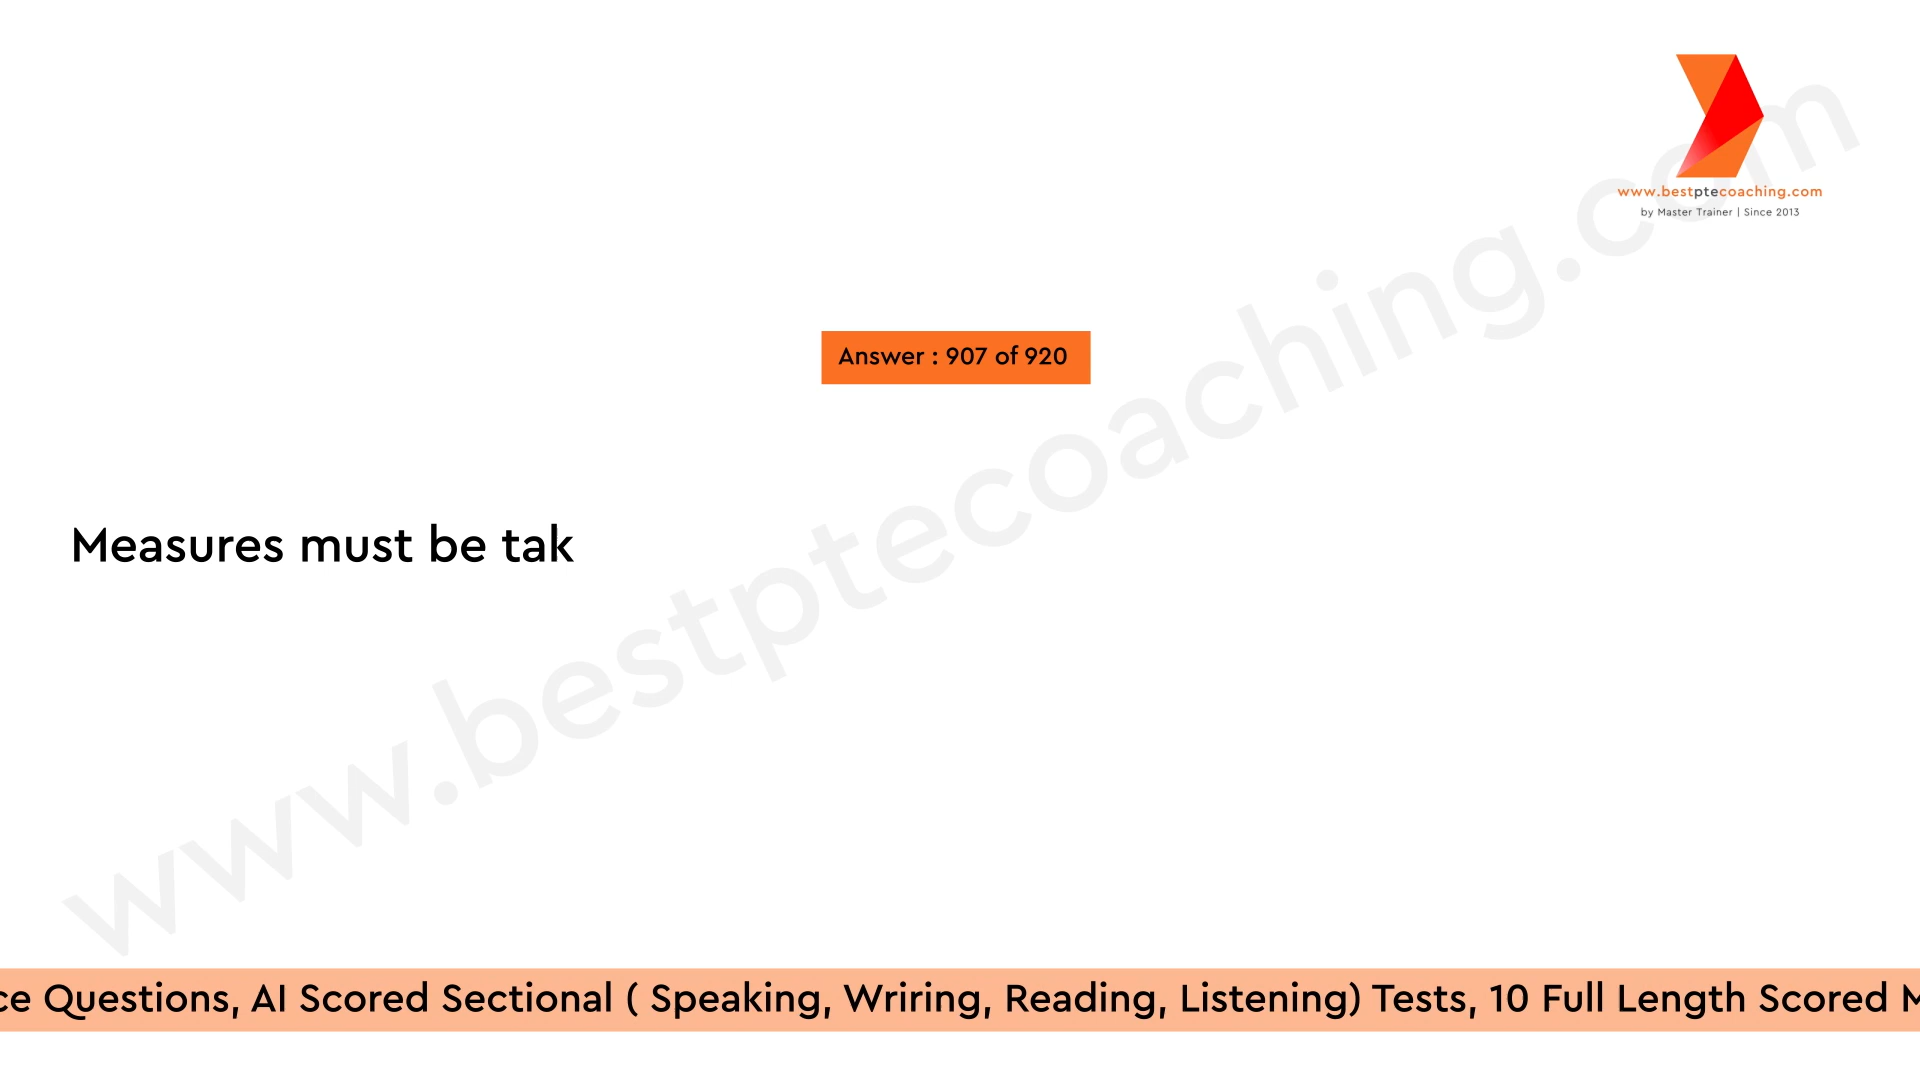 www.bestptecoaching.com
by Master Trainer | Since 2013
Answer : 907 of 920
Measures must be tak
www.bestptecoaching.com
ce Questions, AI Scored Sectional ( Speaking, Wriring, Reading, Listening) Tests, 10 Full Length Scored M